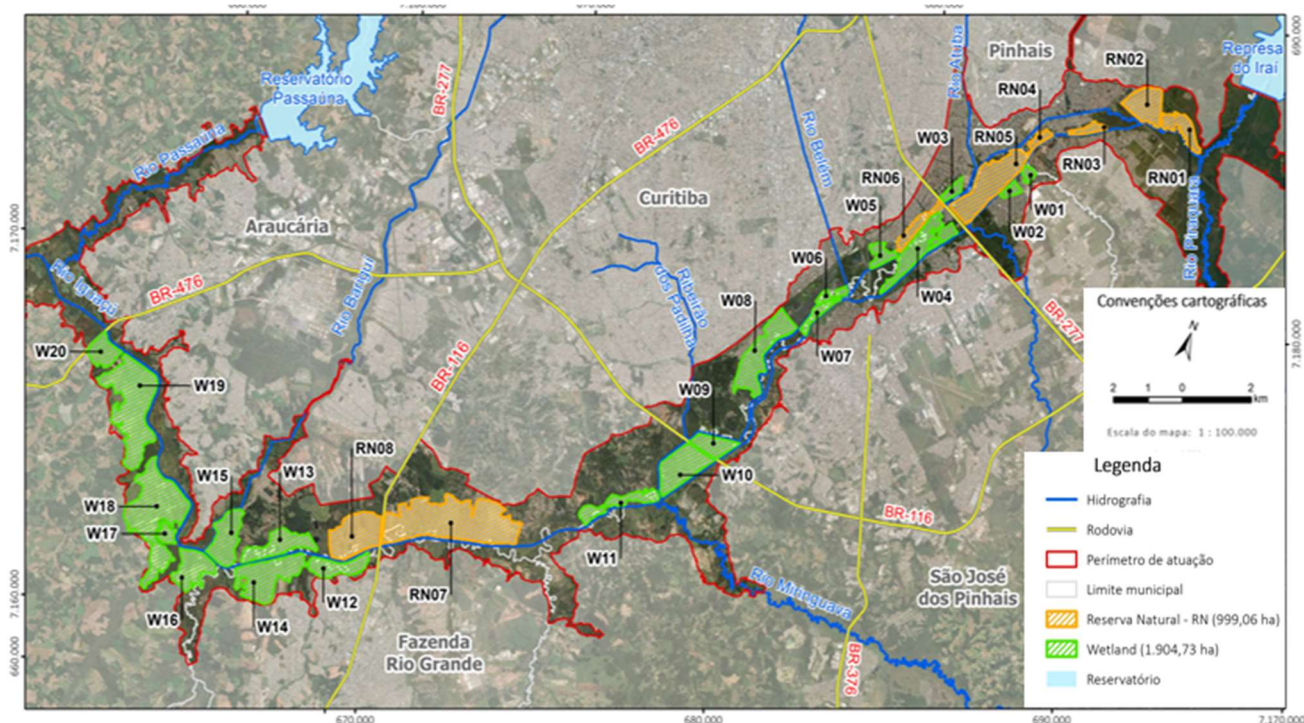 690.000
Reservatório
Passaúna
Rio Passaúna
Araucária
BR-476
Rio Iguaçú
7.170.000
BR-277
BR-476
Curitiba
Rio Belém
Rio Atuba
Pinhais
RN02
Represa
do Iraí
RN04
W03
RN05
RN03
RN01
Rio Piraquara
RN06
W05
W01
W02
W06
W04
BR-277
Rio Barigui
BR-116
Ribeirão
dos Padilha
W08
W07
W20
W19
W09
W10
7.180.000
Convenções cartográficas
N
2 1 0 2
km
Escala do mapa: 1 : 100.000
RN08
W13
W15
W18
W17
W16
W14
W12
RN07
W11
BR-116
Rio Mineguava
São José
dos Pinhais
Fazenda
Rio Grande
BR-376
7.160.000
660.000
Legenda
Hidrografia
Rodovia
Perímetro de atuação
Limite municipal
Reserva Natural - RN (999,06 ha)
Wetland (1.904,73 ha)
Reservatório
670.000
680.000
690.000
7.170.000